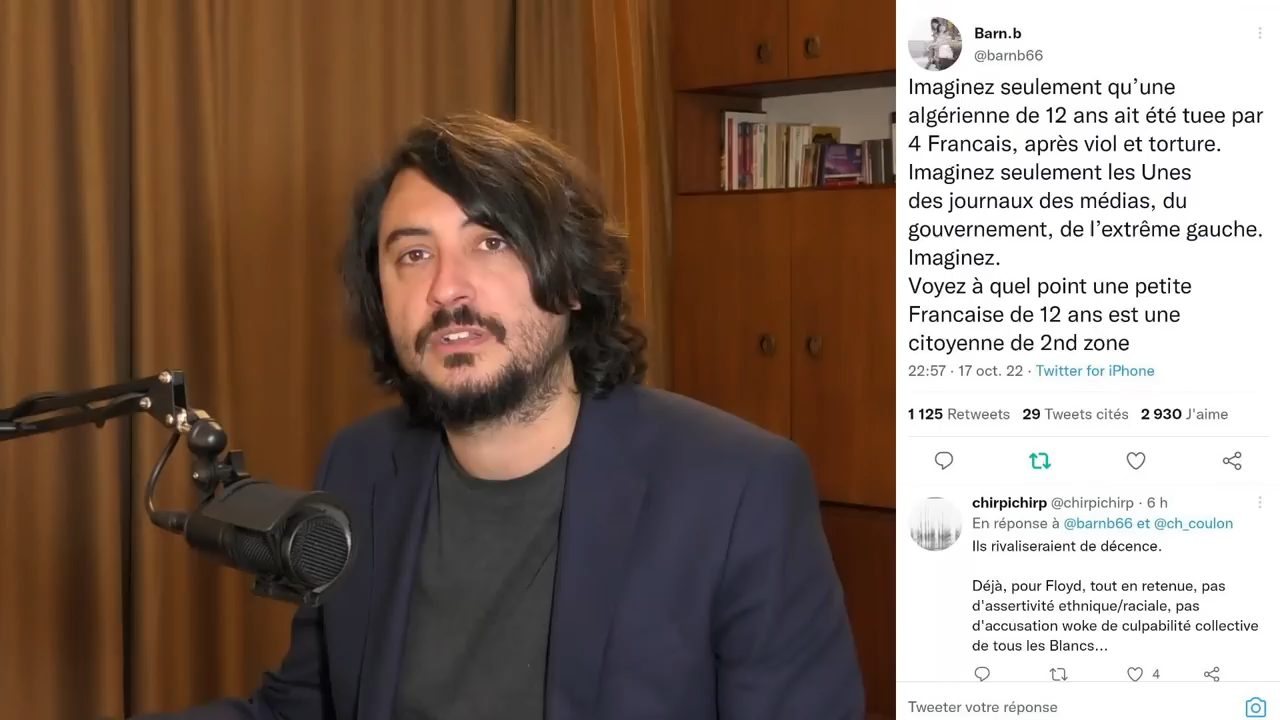 Barn.b
@barnb66
Imaginez seulement qu’une
algérienne de 12 ans ait été tuee par
4 Francais, après viol et torture.
Imaginez seulement les Unes
des journaux des médias, du
gouvernement, de l’extrême gauche.
Imaginez.
Voyez à quel point une petite
Francaise de 12 ans est une
citoyenne de 2nd zone
22:57 · 17 oct. 22 · Twitter for iPhone
1 125 Retweets 29 Tweets cités 2 930 J'aime
chirpichirp @chirpichirp · 6 h
En réponse à @barnb66 et @ch_coulon
Ils rivaliseraient de décence.
Déjà, pour Floyd, tout en retenue, pas
d'assertivité ethnique/raciale, pas
d'accusation woke de culpabilité collective
de tous les Blancs...
4
Tweeter votre réponse